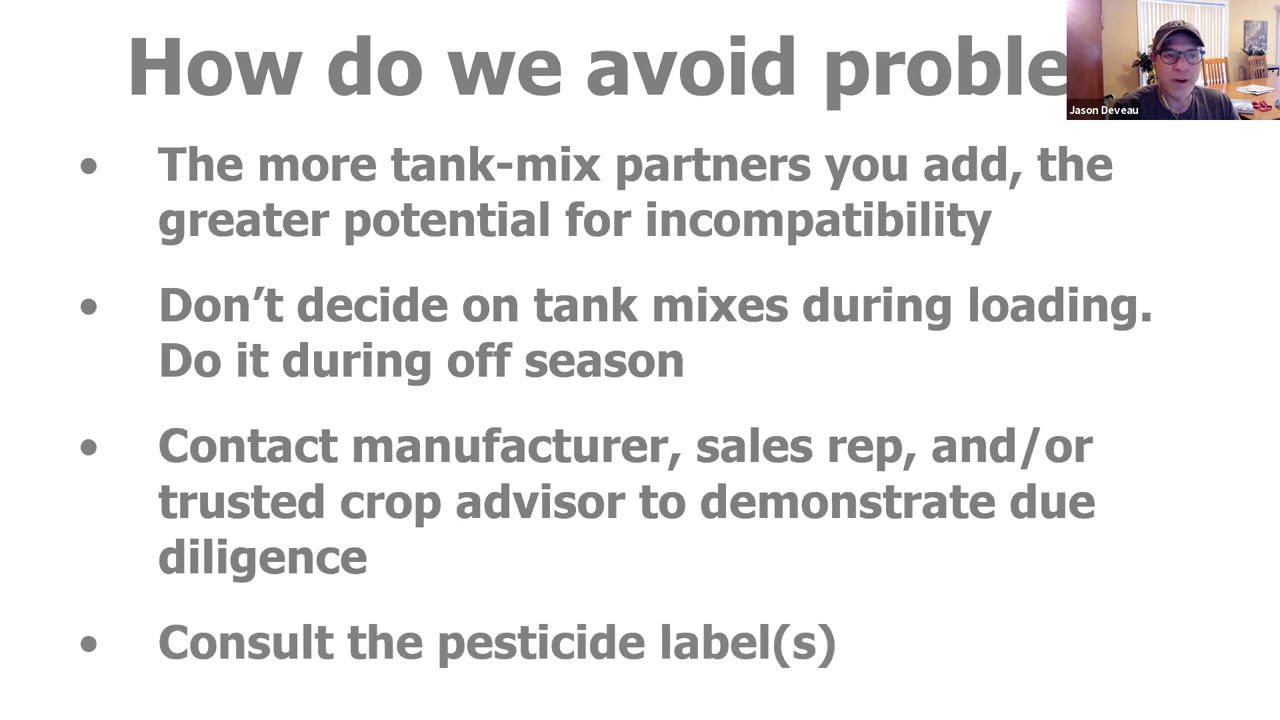 How do we avoid proble
Jason Deveau
• The more tank-mix partners you add, the
greater potential for incompatibility
• Don’t decide on tank mixes during loading.
Do it during off season
• Contact manufacturer, sales rep, and/or
trusted crop advisor to demonstrate due
diligence
• Consult the pesticide label(s)